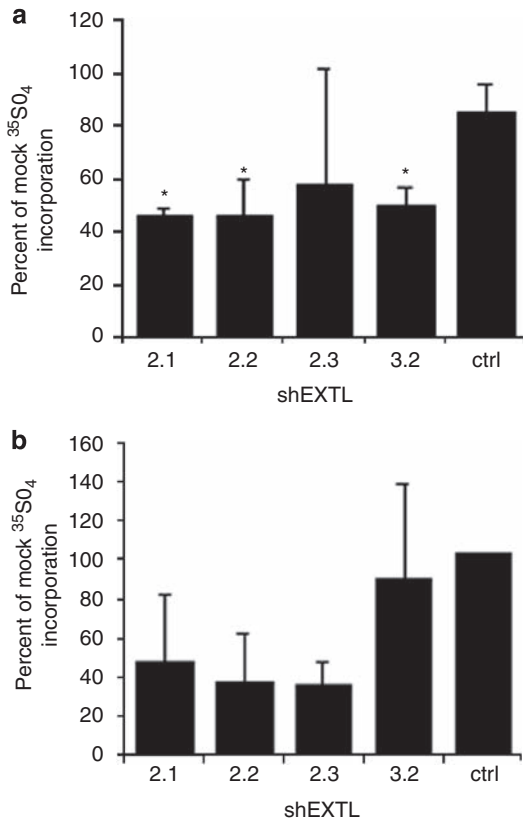 a
Percent of mock ³⁵S0₄
incorporation
120
100
80
60
40
20
0
*
*
*
2.1 2.2 2.3 3.2 ctrl
shEXTL
b
Percent of mock ³⁵S0₄
incorporation
160
140
120
100
80
60
40
20
0
2.1 2.2 2.3 3.2 ctrl
shEXTL